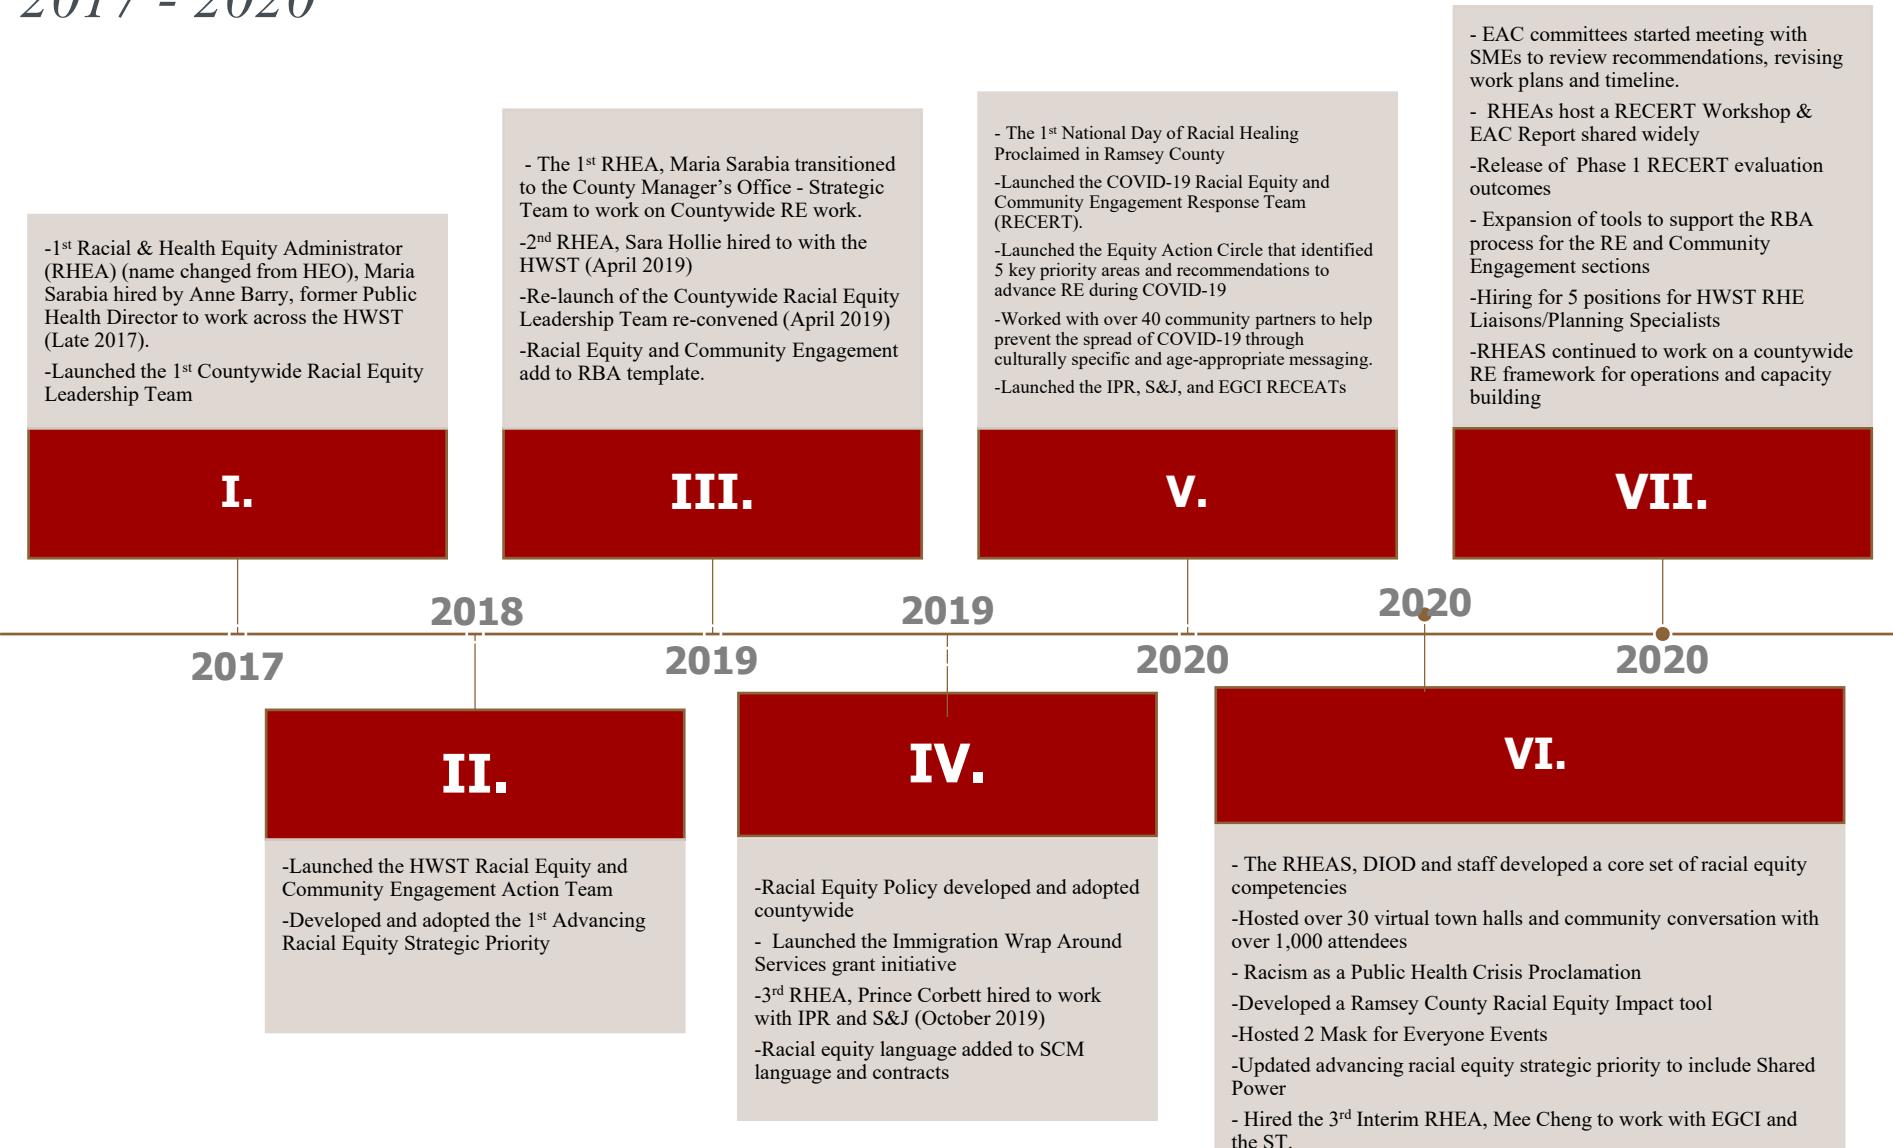 2017 - 2020
-1st Racial & Health Equity Administrator
(RHEA) (name changed from HEO), Maria
Sarabia hired by Anne Barry, former Public
Health Director to work across the HWST
(Late 2017).
-Launched the 1st Countywide Racial Equity
Leadership Team
I.
2017
2018
II.
-Launched the HWST Racial Equity and
Community Engagement Action Team
-Developed and adopted the 1st Advancing
Racial Equity Strategic Priority
- The 1st RHEA, Maria Sarabia transitioned
to the County Manager’s Office - Strategic
Team to work on Countywide RE work.
-2nd RHEA, Sara Hollie hired to with the
HWST (April 2019)
-Re-launch of the Countywide Racial Equity
Leadership Team re-convened (April 2019)
-Racial Equity and Community Engagement
add to RBA template.
III.
2019
2019
IV.
-Racial Equity Policy developed and adopted
countywide
- Launched the Immigration Wrap Around
Services grant initiative
-3rd RHEA, Prince Corbett hired to work
with IPR and S&J (October 2019)
-Racial equity language added to SCM
language and contracts
- The 1st National Day of Racial Healing
Proclaimed in Ramsey County
-Launched the COVID-19 Racial Equity and
Community Engagement Response Team
(RECERT).
-Launched the Equity Action Circle that identified
5 key priority areas and recommendations to
advance RE during COVID-19
-Worked with over 40 community partners to help
prevent the spread of COVID-19 through
culturally specific and age-appropriate messaging.
-Launched the IPR, S&J, and EGCI RECEATs
V.
2020
2020
VI.
- The RHEAS, DIOD and staff developed a core set of racial equity
competencies
-Hosted over 30 virtual town halls and community conversation with
over 1,000 attendees
- Racism as a Public Health Crisis Proclamation
-Developed a Ramsey County Racial Equity Impact tool
-Hosted 2 Mask for Everyone Events
-Updated advancing racial equity strategic priority to include Shared
Power
- Hired the 3rd Interim RHEA, Mee Cheng to work with EGCI and
the ST.
- EAC committees started meeting with
SMEs to review recommendations, revising
work plans and timeline.
- RHEAs host a RECERT Workshop &
EAC Report shared widely
-Release of Phase 1 RECERT evaluation
outcomes
- Expansion of tools to support the RBA
process for the RE and Community
Engagement sections
-Hiring for 5 positions for HWST RHE
Liaisons/Planning Specialists
-RHEAS continued to work on a countywide
RE framework for operations and capacity
building
VII.
2020